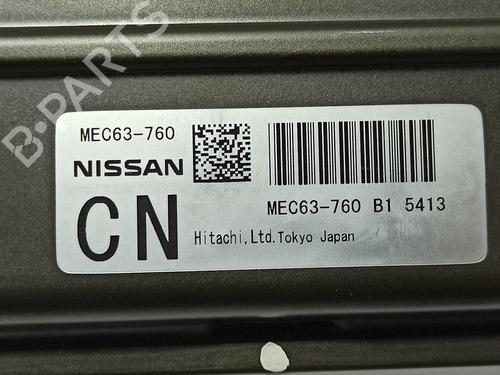 B-PARTS
MEC63-760
NISSAN
CN
MEC63-760 B1 5413
Hitachi,Ltd.Tokyo Japan